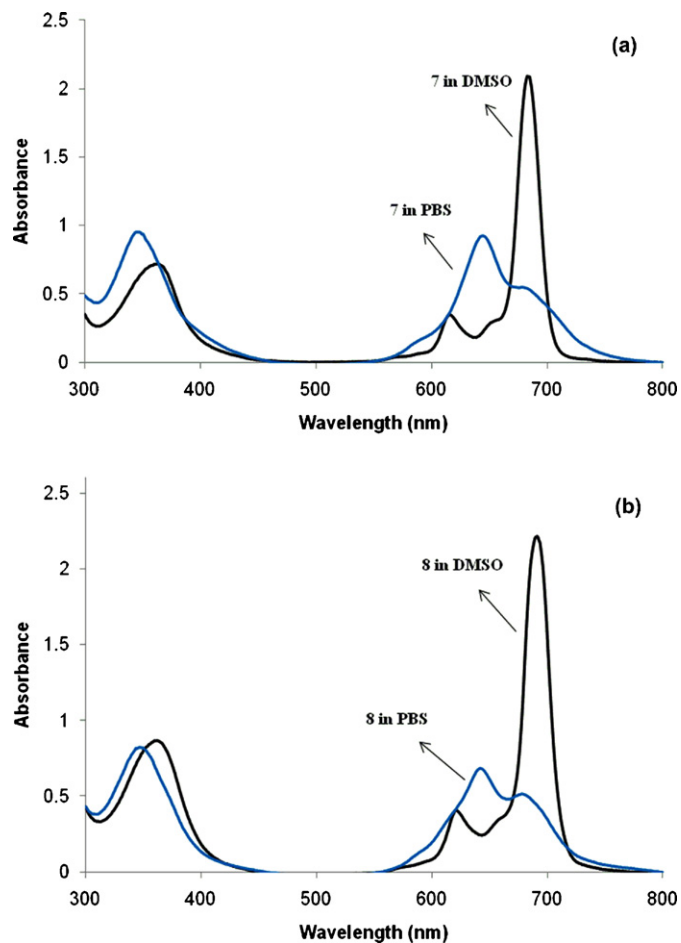 (a)
2.5
2
1.5
1
0.5
0
Absorbance
7 in DMSO
7 in PBS
300 400 500 600 700 800
Wavelength (nm)
(b)
2.5
2
1.5
1
0.5
0
Absorbance
8 in DMSO
8 in PBS
300 400 500 600 700 800
Wavelength (nm)